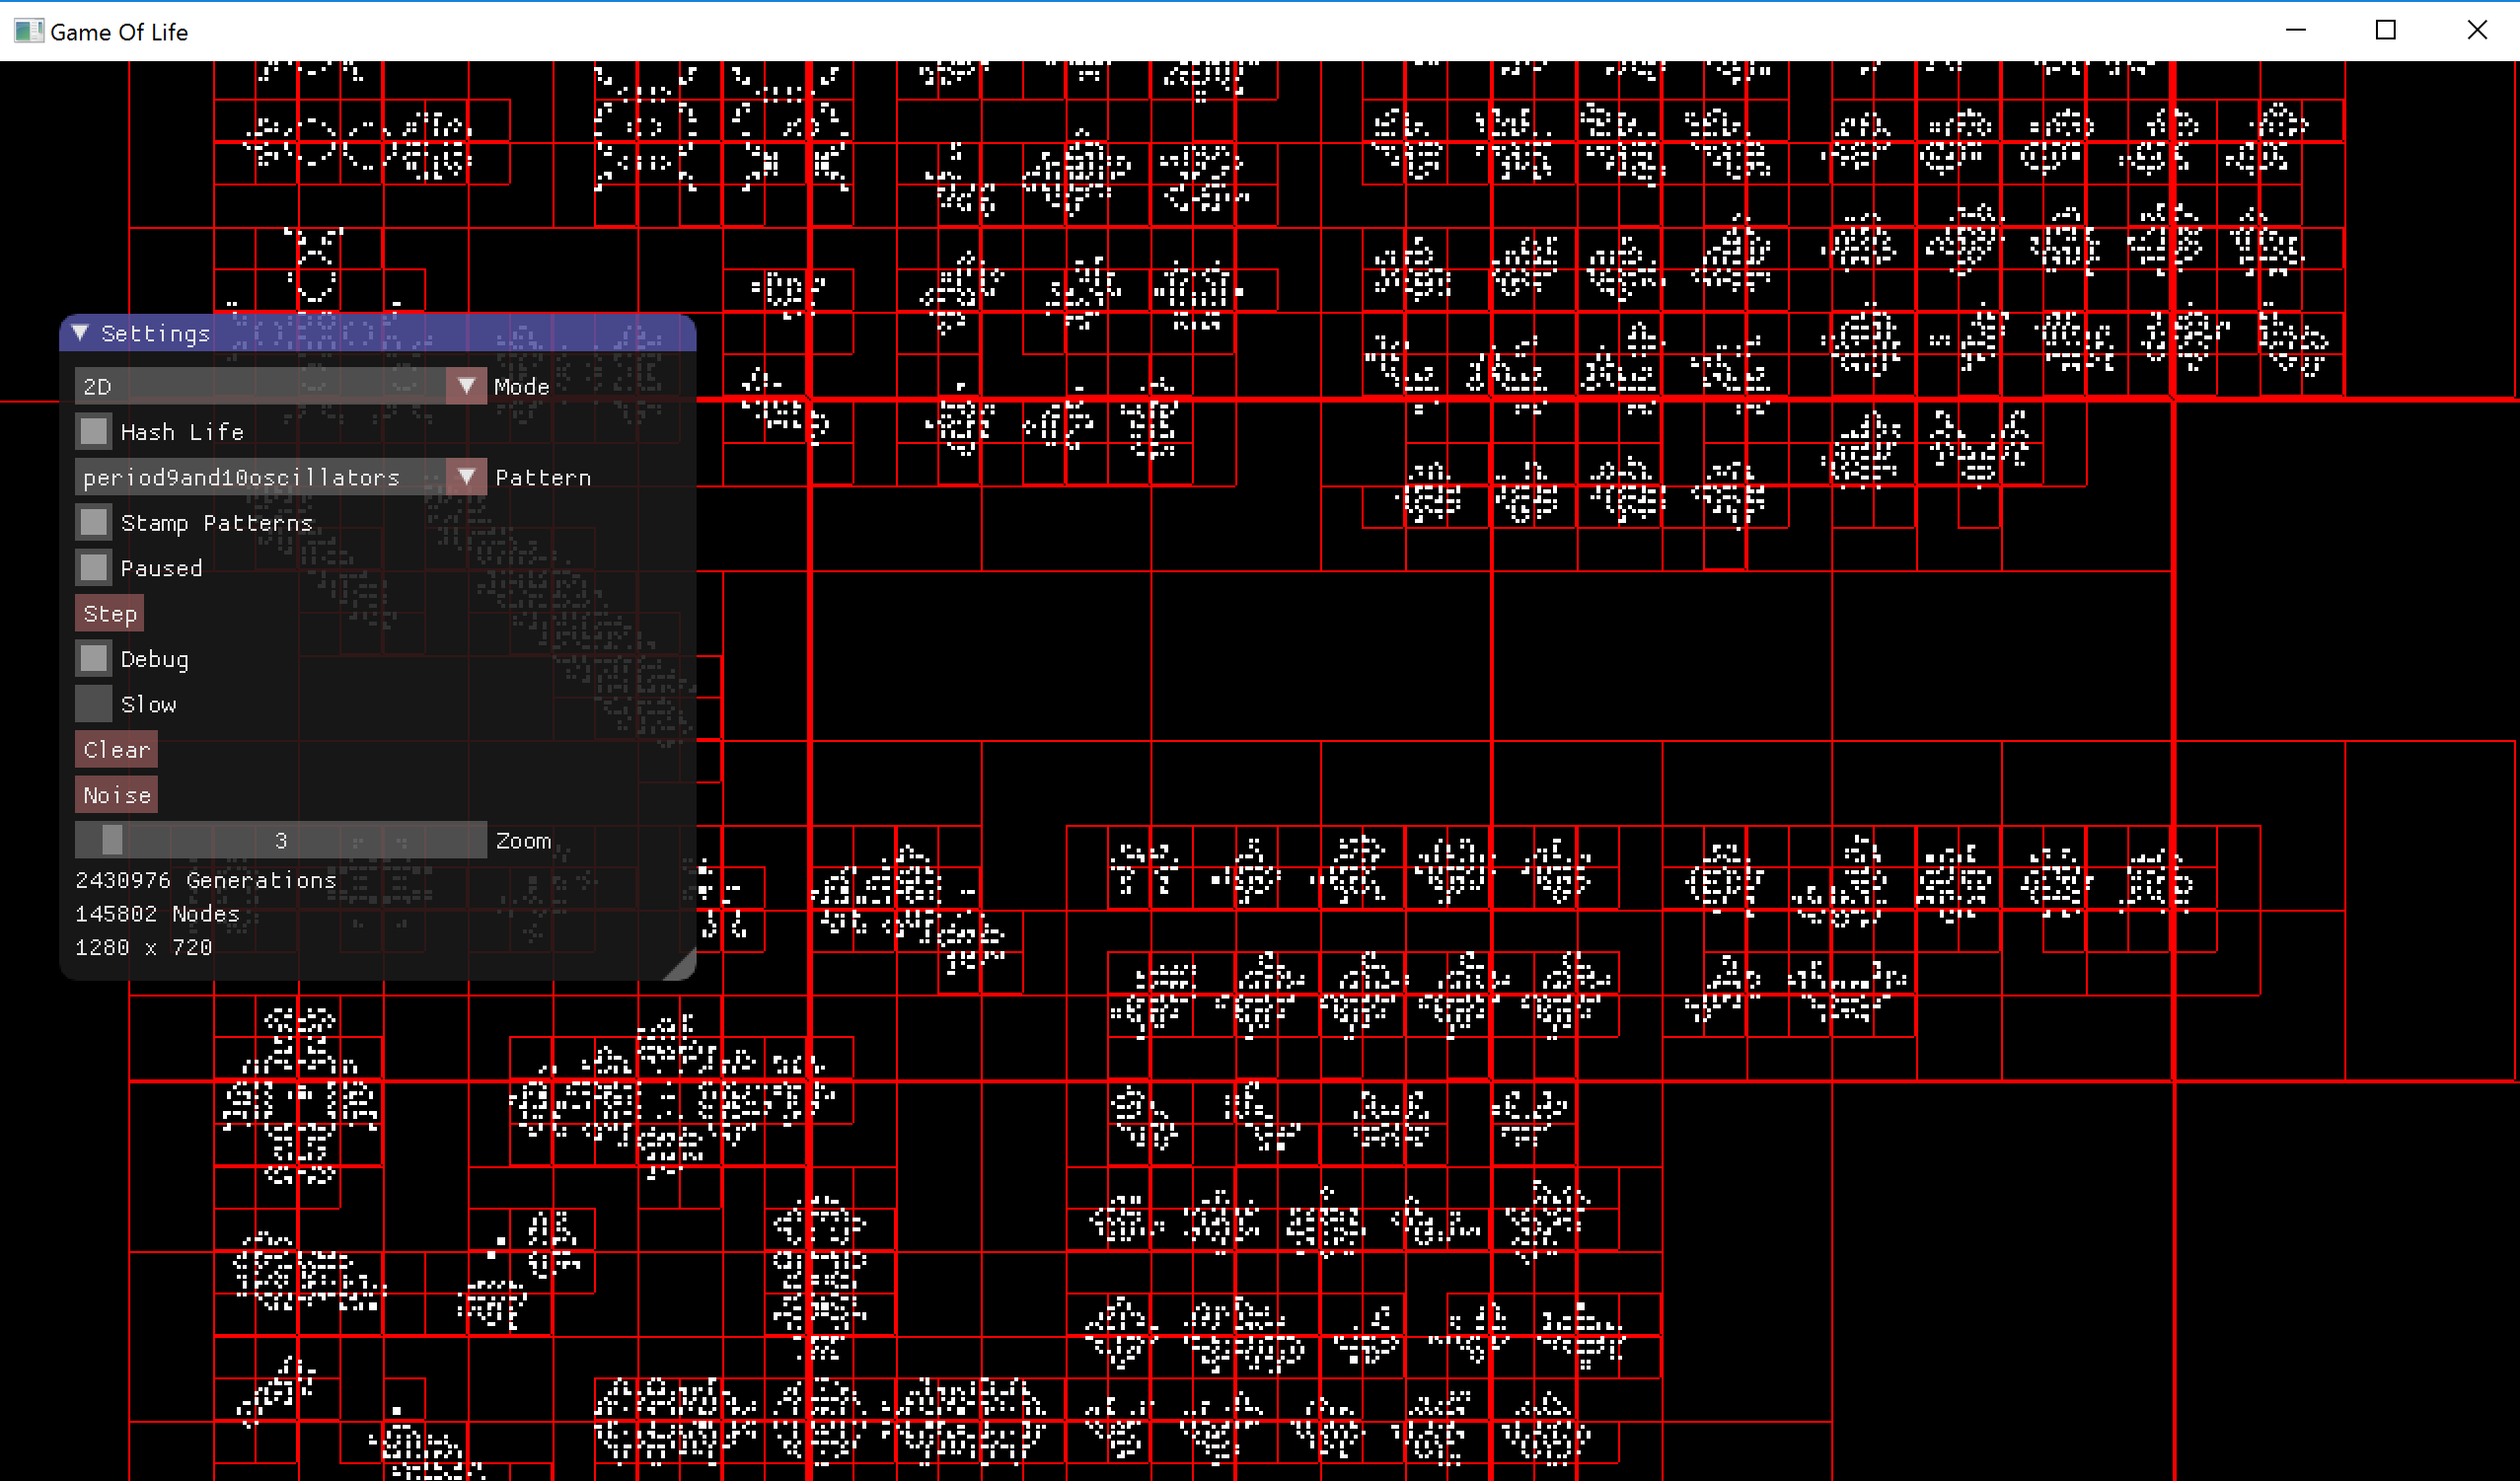 Game Of Life
Settings
2D Mode
Hash Life
period9and10oscillators Pattern
Stamp Patterns
Paused
Step
Debug
Slow
Clear
Noise
3 Zoom
2430976 Generations
145802 Nodes
1280 x 720